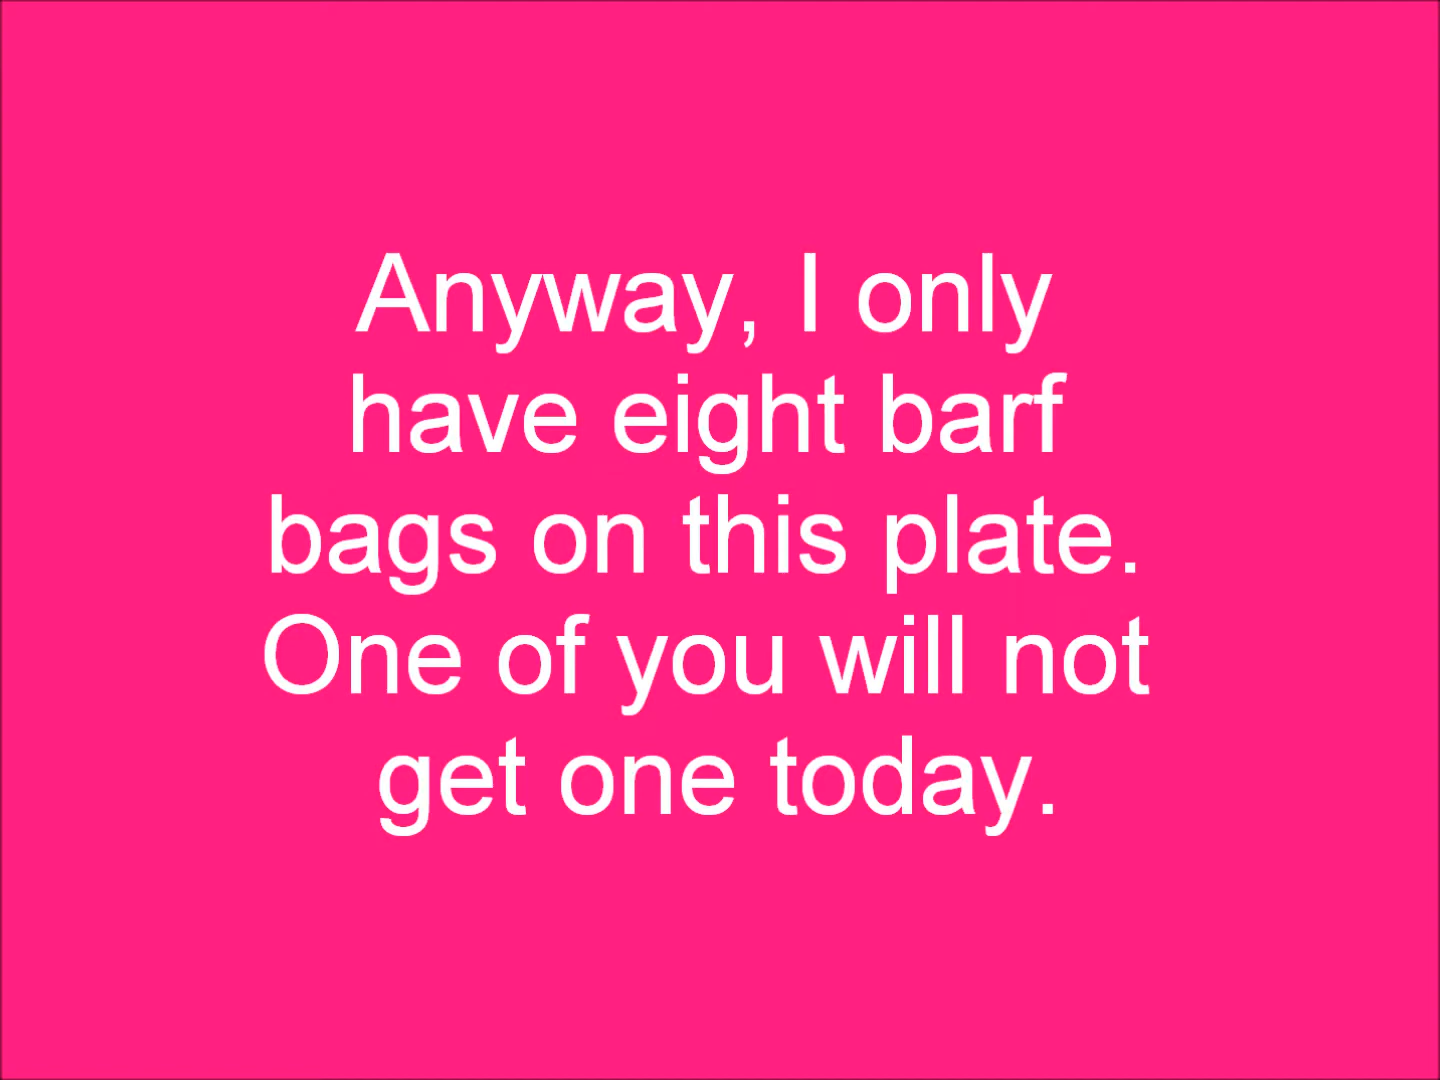 Anyway, I only
have eight barf
bags on this plate.
One of you will not
get one today.